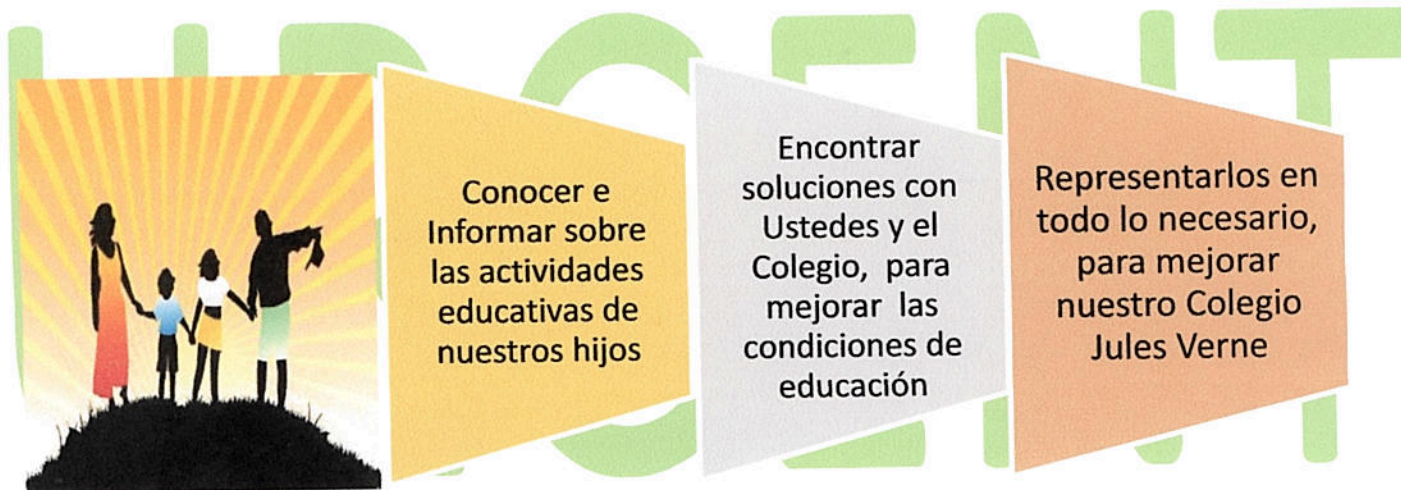 URGENT
Conocer e
Informar sobre
las actividades
educativas de
nuestros hijos
Encontrar
soluciones con
Ustedes y el
Colegio, para
mejorar las
condiciones de
educación
Representarlos en
todo lo necesario,
para mejorar
nuestro Colegio
Jules Verne